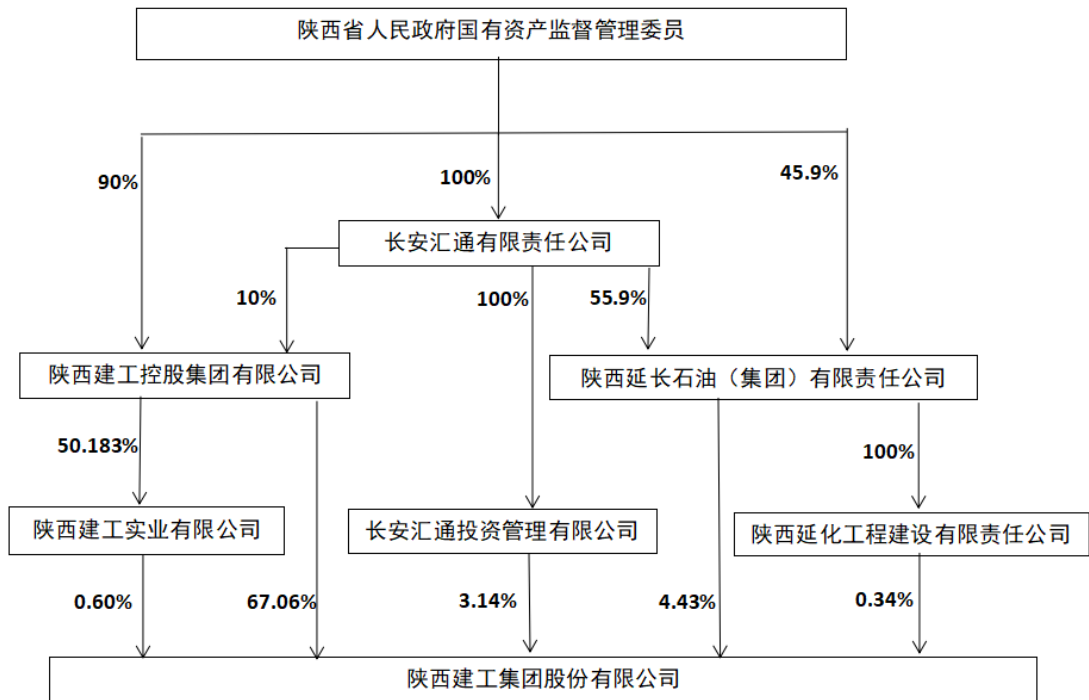 陕西省人民政府国有资产监督管理委员
90%
100%
45.9%
长安汇通有限责任公司
10%
100%
55.9%
陕西建工控股集团有限公司
陕西延长石油（集团）有限责任公司
50.183%
100%
陕西建工实业有限公司
长安汇通投资管理有限公司
陕西延化工程建设有限责任公司
0.60%
67.06%
3.14%
4.43%
0.34%
陕西建工集团股份有限公司